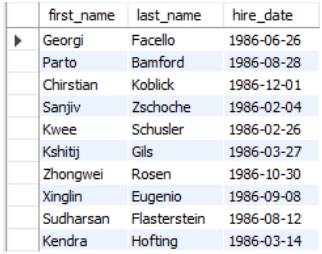 first_name last_name hire_date
Georgi Facello 1986-06-26
Parto Bamford 1986-08-28
Chirstian Koblick 1986-12-01
Sanjiv Zschoche 1986-02-04
Kwee Schusler 1986-02-26
Kshitij Gils 1986-03-27
Zhongwei Rosen 1986-10-30
Xinglin Eugenio 1986-09-08
Sudharsan Flasterstein 1986-08-12
Kendra Hofting 1986-03-14